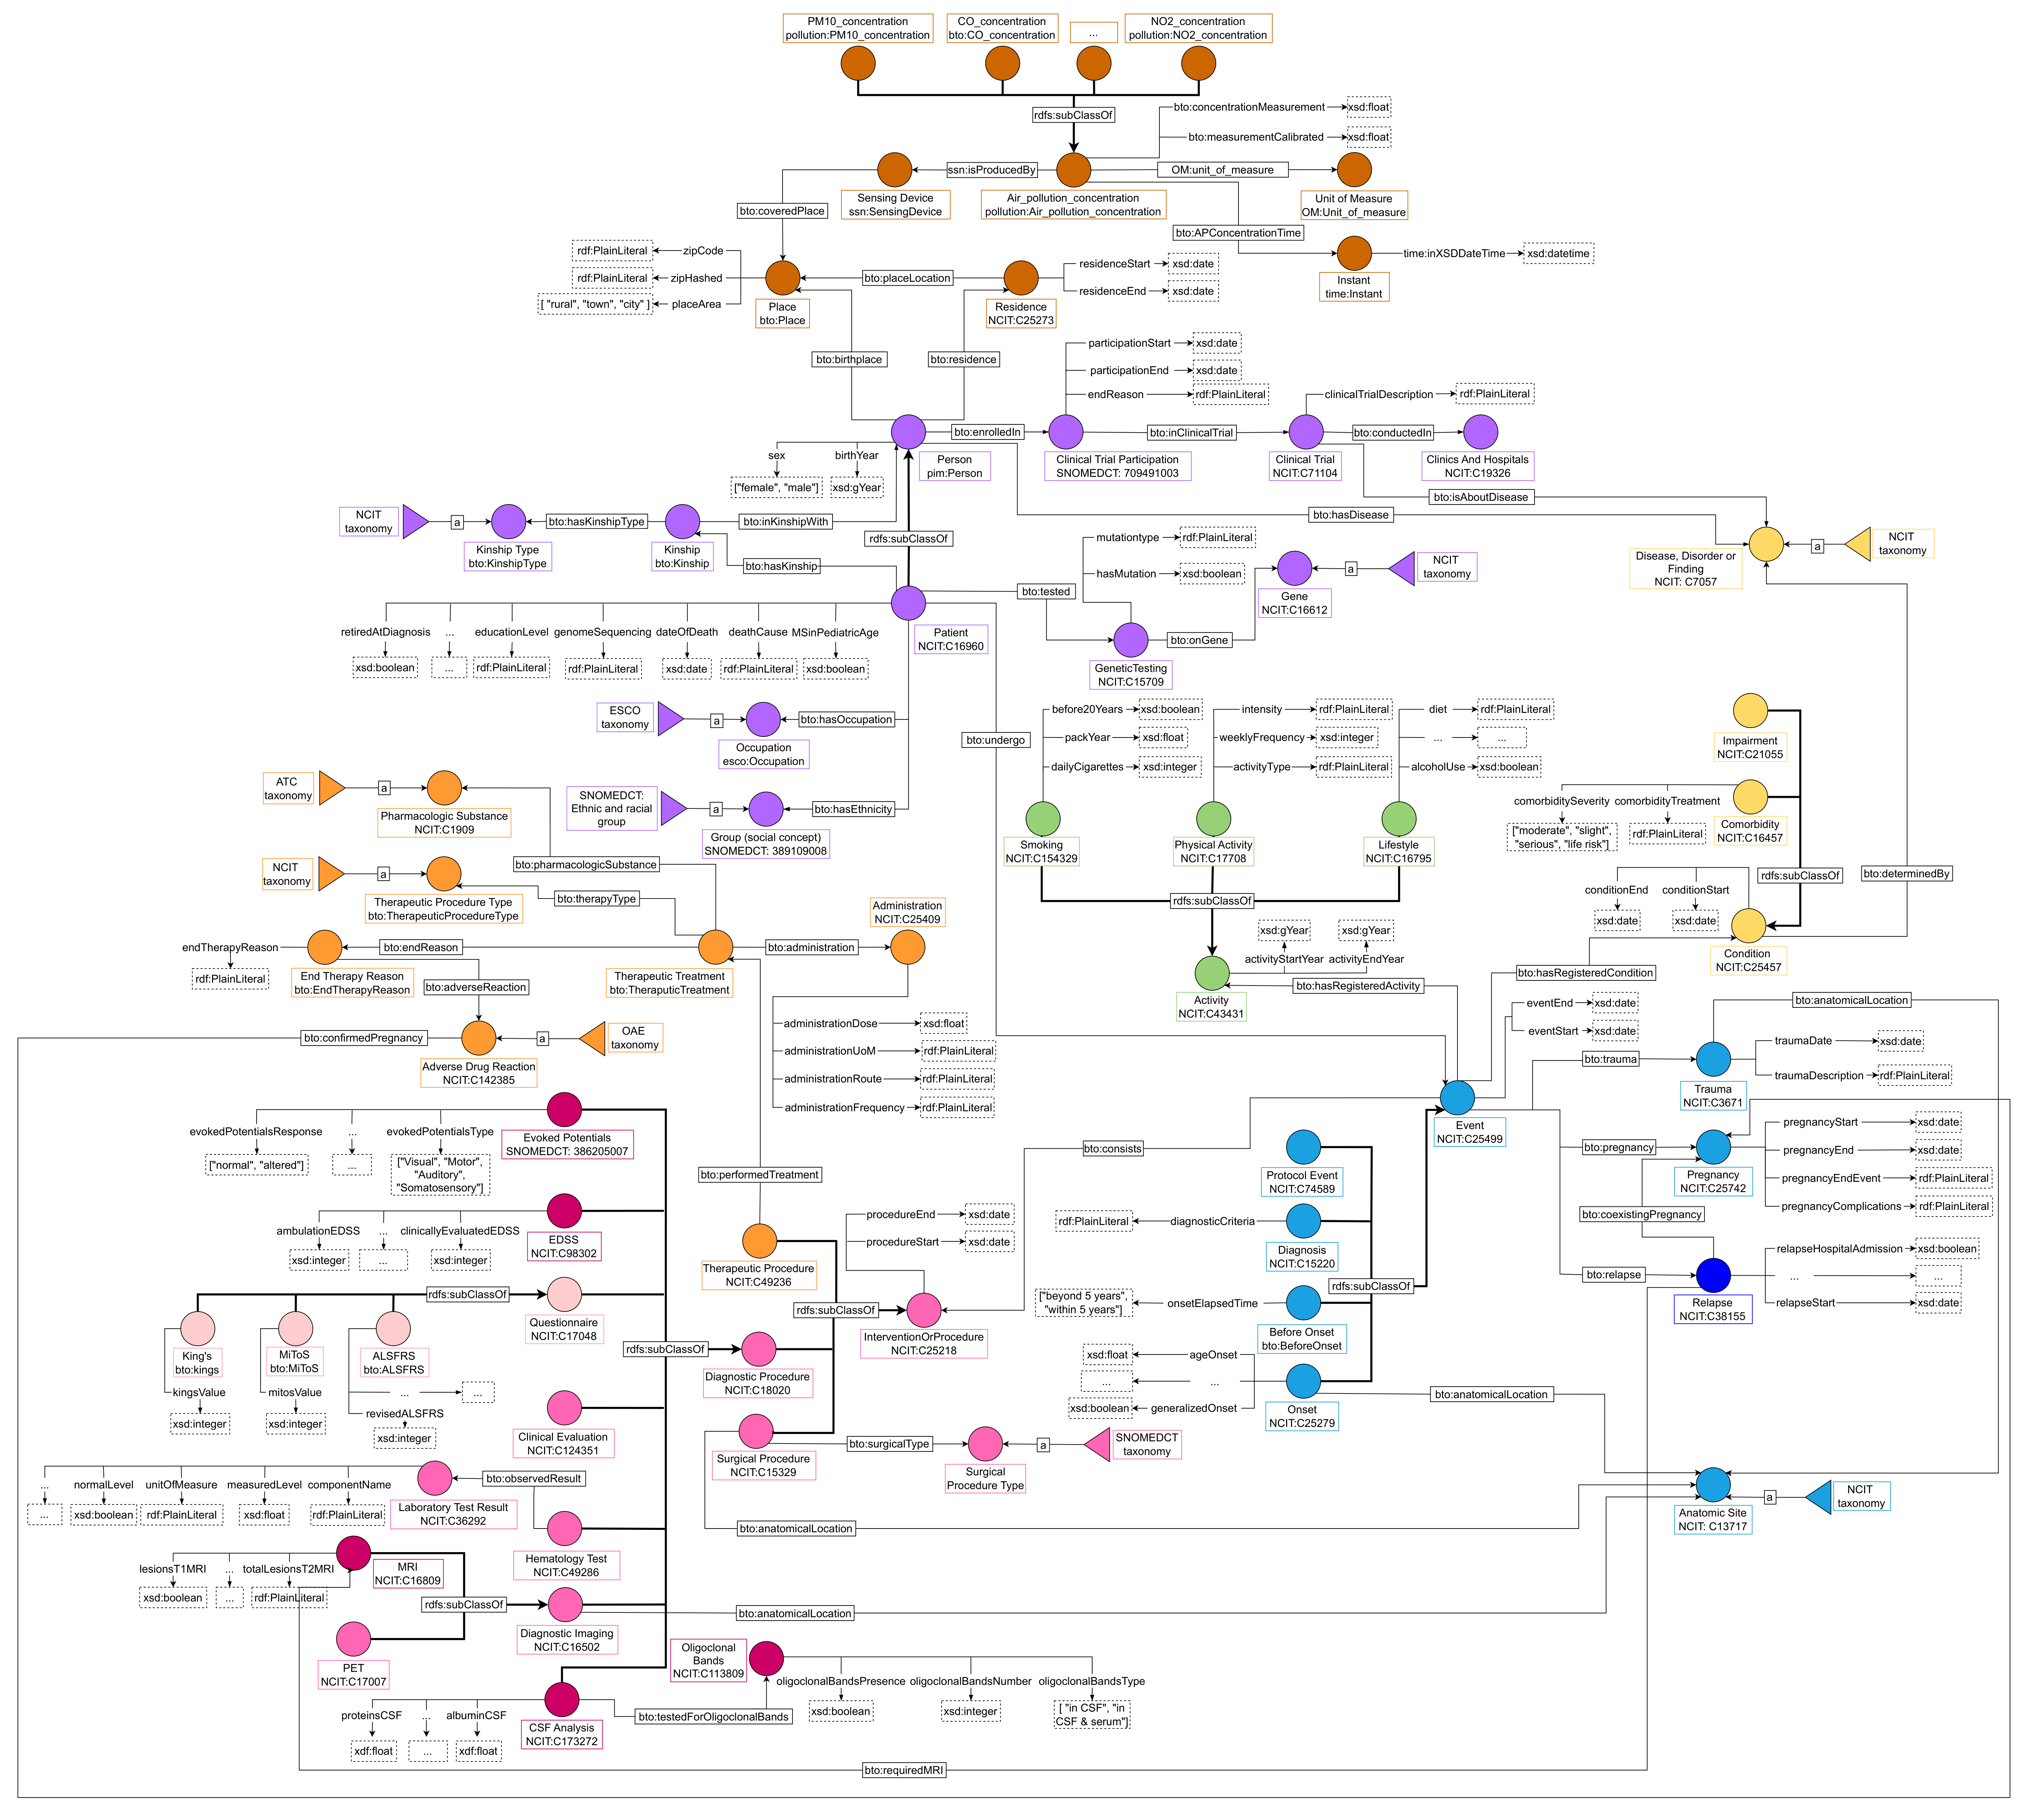 PM10_concentration
pollution:PM10_concentration
CO_concentration
bto:CO_concentration
...
NO2_concentration
pollution:NO2_concentration
rdfs:subClassOf
bto:concentrationMeasurement
xsd:float
bto:measurementCalibrated
xsd:float
ssn:isProducedBy
OM:unit_of_measure
Sensing Device
ssn:SensingDevice
Air_pollution_concentration
pollution:Air_pollution_concentration
Unit of Measure
OM:Unit_of_measure
bto:coveredPlace
bto:APConcentrationTime
rdf:PlainLiteral
zipCode
rdf:PlainLiteral
zipHashed
[ "rural", "town", "city" ]
placeArea
bto:placeLocation
residenceStart
xsd:date
residenceEnd
xsd:date
time:inXSDDateTime
xsd:datetime
Instant
time:Instant
Place
bto:Place
Residence
NCIT:C25273
bto:birthplace
bto:residence
participationStart
xsd:date
participationEnd
xsd:date
endReason
rdf:PlainLiteral
clinicalTrialDescription
rdf:PlainLiteral
bto:enrolledIn
bto:inClinicalTrial
bto:conductedIn
sex
birthYear
["female", "male"]
xsd:gYear
Person
pim:Person
Clinical Trial Participation
SNOMEDCT: 709491003
Clinical Trial
NCIT:C71104
Clinics And Hospitals
NCIT:C19326
bto:isAboutDisease
bto:hasDisease
NCIT
taxonomy
a
bto:hasKinshipType
bto:inKinshipWith
Kinship Type
bto:KinshipType
Kinship
bto:Kinship
rdfs:subClassOf
bto:hasKinship
mutationtype
rdf:PlainLiteral
hasMutation
xsd:boolean
a
NCIT
taxonomy
Gene
NCIT:C16612
a
NCIT
taxonomy
Disease, Disorder or
Finding
NCIT: C7057
bto:tested
bto:onGene
GeneticTesting
NCIT:C15709
retiredAtDiagnosis
...
educationLevel
genomeSequencing
dateOfDeath
deathCause
MSinPediatricAge
xsd:boolean
...
rdf:PlainLiteral
rdf:PlainLiteral
xsd:date
rdf:PlainLiteral
xsd:boolean
Patient
NCIT:C16960
ESCO
taxonomy
a
bto:hasOccupation
Occupation
esco:Occupation
bto:undergo
before20Years
xsd:boolean
packYear
xsd:float
dailyCigarettes
xsd:integer
intensity
rdf:PlainLiteral
weeklyFrequency
xsd:integer
activityType
rdf:PlainLiteral
diet
rdf:PlainLiteral
...
...
alcoholUse
xsd:boolean
Impairment
NCIT:C21055
ATC
taxonomy
a
Pharmacologic Substance
NCIT:C1909
SNOMEDCT:
Ethnic and racial
group
a
bto:hasEthnicity
Group (social concept)
SNOMEDCT: 389109008
Smoking
NCIT:C154329
Physical Activity
NCIT:C17708
Lifestyle
NCIT:C16795
comorbiditySeverity
comorbidityTreatment
["moderate", "slight",
"serious", "life risk"]
rdf:PlainLiteral
Comorbidity
NCIT:C16457
bto:pharmacologicSubstance
NCIT
taxonomy
a
Therapeutic Procedure Type
bto:TherapeuticProcedureType
bto:therapyType
rdfs:subClassOf
rdfs:subClassOf
bto:determinedBy
conditionEnd
conditionStart
xsd:date
xsd:date
Condition
NCIT:C25457
Administration
NCIT:C25409
endTherapyReason
bto:endReason
bto:administration
rdf:PlainLiteral
End Therapy Reason
bto:EndTherapyReason
Therapeutic Treatment
bto:TheraputicTreatment
bto:adverseReaction
xsd:gYear
xsd:gYear
activityStartYear
activityEndYear
Activity
NCIT:C43431
bto:hasRegisteredActivity
bto:hasRegisteredCondition
eventEnd
xsd:date
eventStart
xsd:date
bto:anatomicalLocation
bto:confirmedPregnancy
a
OAE
taxonomy
Adverse Drug Reaction
NCIT:C142385
administrationDose
xsd:float
administrationUoM
rdf:PlainLiteral
administrationRoute
rdf:PlainLiteral
administrationFrequency
rdf:PlainLiteral
bto:trauma
traumaDate
xsd:date
traumaDescription
rdf:PlainLiteral
Trauma
NCIT:C3671
Event
NCIT:C25499
evokedPotentialsResponse
...
evokedPotentialsType
["normal", "altered"]
...
["Visual", "Motor",
"Auditory",
"Somatosensory"]
Evoked Potentials
SNOMEDCT: 386205007
bto:performedTreatment
bto:consists
Protocol Event
NCIT:C74589
bto:pregnancy
pregnancyStart
xsd:date
pregnancyEnd
xsd:date
pregnancyEndEvent
rdf:PlainLiteral
pregnancyComplications
rdf:PlainLiteral
Pregnancy
NCIT:C25742
bto:coexistingPregnancy
ambulationEDSS
...
clinicallyEvaluatedEDSS
xsd:integer
...
xsd:integer
EDSS
NCIT:C98302
procedureEnd
xsd:date
procedureStart
xsd:date
rdf:PlainLiteral
diagnosticCriteria
Diagnosis
NCIT:C15220
Therapeutic Procedure
NCIT:C49236
rdfs:subClassOf
bto:relapse
relapseHospitalAdmission
xsd:boolean
...
...
relapseStart
xsd:date
Relapse
NCIT:C38155
rdfs:subClassOf
Questionnaire
NCIT:C17048
rdfs:subClassOf
InterventionOrProcedure
NCIT:C25218
["beyond 5 years",
"within 5 years"]
onsetElapsedTime
Before Onset
bto:BeforeOnset
King's
bto:kings
MiToS
bto:MiToS
ALSFRS
bto:ALSFRS
rdfs:subClassOf
Diagnostic Procedure
NCIT:C18020
kingsValue
mitosValue
...
...
revisedALSFRS
xsd:integer
xsd:integer
xsd:integer
xsd:float
ageOnset
...
...
xsd:boolean
generalizedOnset
Onset
NCIT:C25279
bto:anatomicalLocation
Clinical Evaluation
NCIT:C124351
Surgical Procedure
NCIT:C15329
bto:surgicalType
Surgical
Procedure Type
a
SNOMEDCT
taxonomy
...
normalLevel
unitOfMeasure
measuredLevel
componentName
...
xsd:boolean
rdf:PlainLiteral
xsd:float
rdf:PlainLiteral
bto:observedResult
Laboratory Test Result
NCIT:C36292
Hematology Test
NCIT:C49286
bto:anatomicalLocation
Anatomic Site
NCIT: C13717
a
NCIT
taxonomy
lesionsT1MRI
...
totalLesionsT2MRI
xsd:boolean
...
rdf:PlainLiteral
MRI
NCIT:C16809
rdfs:subClassOf
Diagnostic Imaging
NCIT:C16502
bto:anatomicalLocation
PET
NCIT:C17007
Oligoclonal
Bands
NCIT:C113809
oligoclonalBandsPresence
oligoclonalBandsNumber
oligoclonalBandsType
xsd:boolean
xsd:integer
[ "in CSF", "in
CSF & serum"]
proteinsCSF
...
albuminCSF
xdf:float
...
xdf:float
CSF Analysis
NCIT:C173272
bto:testedForOligoclonalBands
bto:requiredMRI